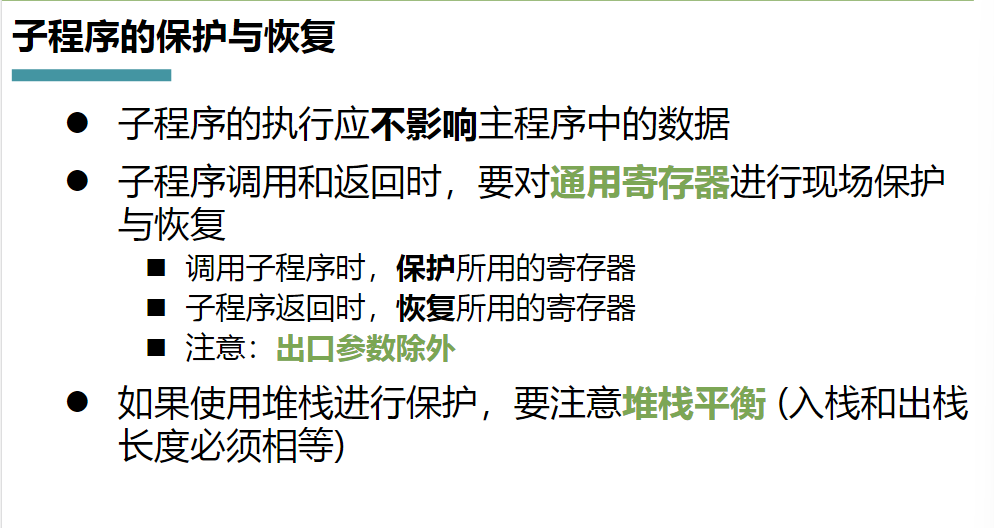 子程序的保护与恢复
● 子程序的执行应不影响主程序中的数据
● 子程序调用和返回时，要对通用寄存器进行现场保护
与恢复
■ 调用子程序时，保护所用的寄存器
■ 子程序返回时，恢复所用的寄存器
■ 注意：出口参数除外
● 如果使用堆栈进行保护，要注意堆栈平衡 (入栈和出栈
长度必须相等)